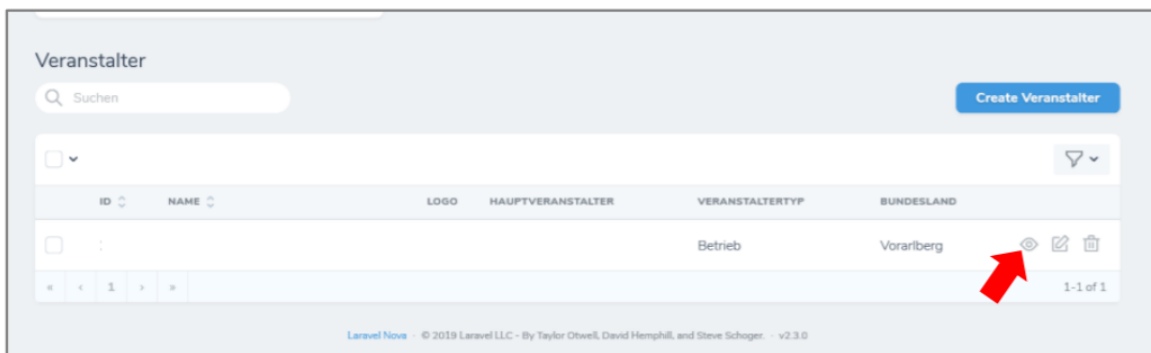 Veranstalter
Suchen
Create Veranstalter
ID NAME LOGO HAUPTVERANSTALTER VERANSTALTERTYP BUNDESLAND
Betrieb Vorarlberg
« ‹ 1 › » 1-1 of 1
Laravel Nova · © 2019 Laravel LLC - By Taylor Otwell, David Hemphill, and Steve Schoger. · v2.3.0